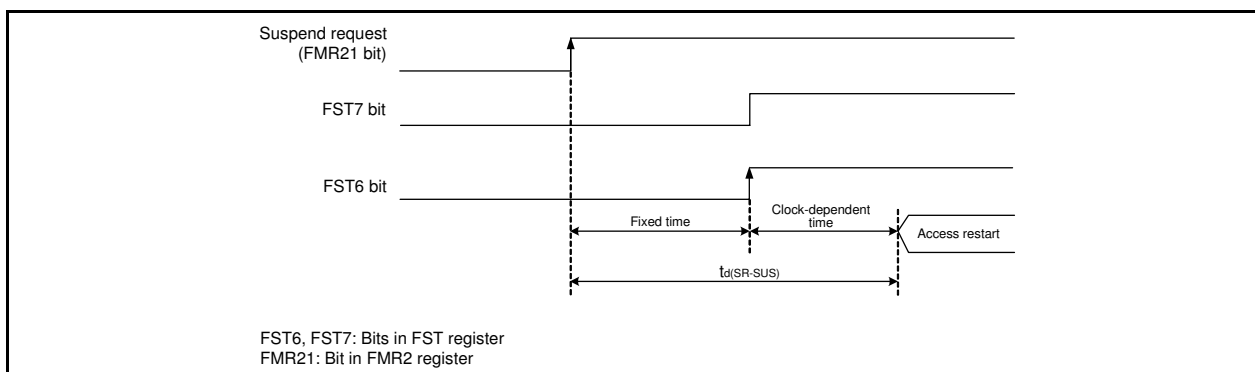 Suspend request
(FMR21 bit)
FST7 bit
FST6 bit
Fixed time
Clock-dependent
time
Access restart
td(SR-SUS)
FST6, FST7: Bits in FST register
FMR21: Bit in FMR2 register